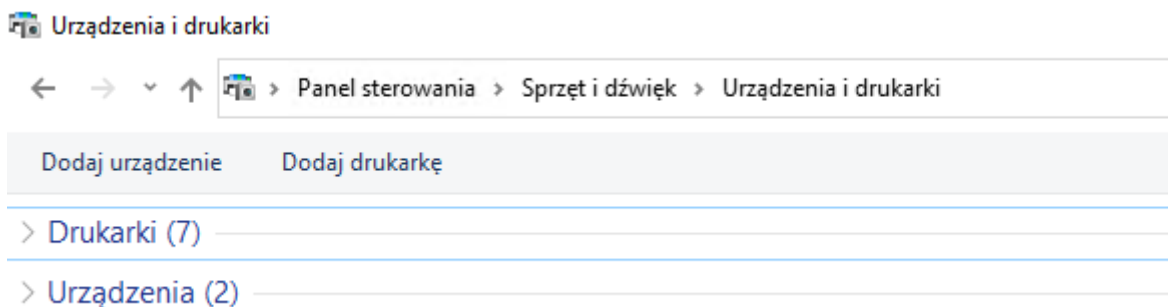 Urządzenia i drukarki
Panel sterowania > Sprzęt i dźwięk > Urządzenia i drukarki
Dodaj urządzenie Dodaj drukarkę
Drukarki (7)
Urządzenia (2)